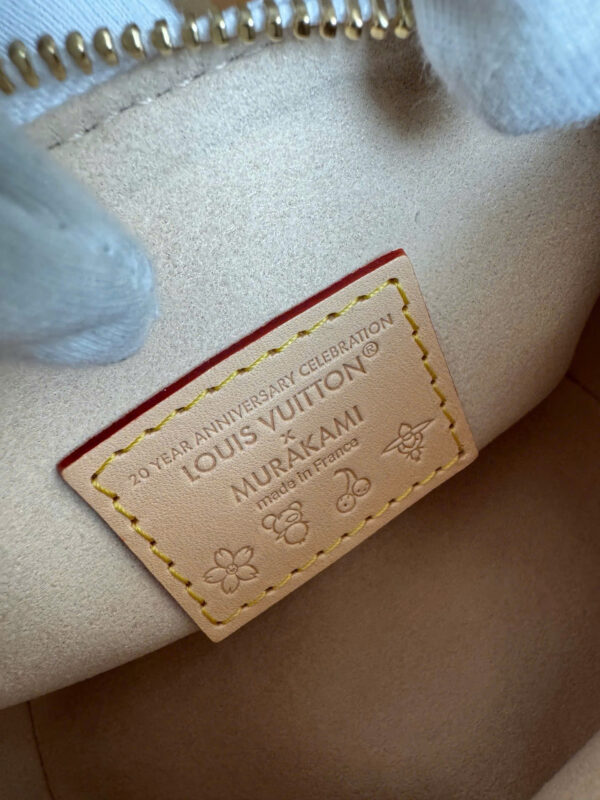 20 YEAR ANNIVERSARY CELEBRATION
LOUIS VUITTON®
×
MURAKAMI
made in France